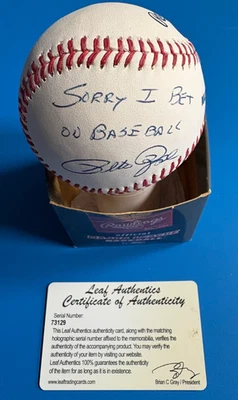 SORRY I BET
ON BASEBALL
Pete Rose
Rawlings
Leaf Authentics
Certificate of Authenticity
Serial Number:
73129
This Leaf Authentics authenticity card, along with the matching
holographic serial number affixed to the memorabilia, verifies
the authenticity of the accompanying product. You may verify the
authenticity of your item by visiting our website.
Leaf Authentics 100% guarantees the authenticity
of the item for as long as it is in existence.
www.leaftradingcards.com
Brian C Gray / President